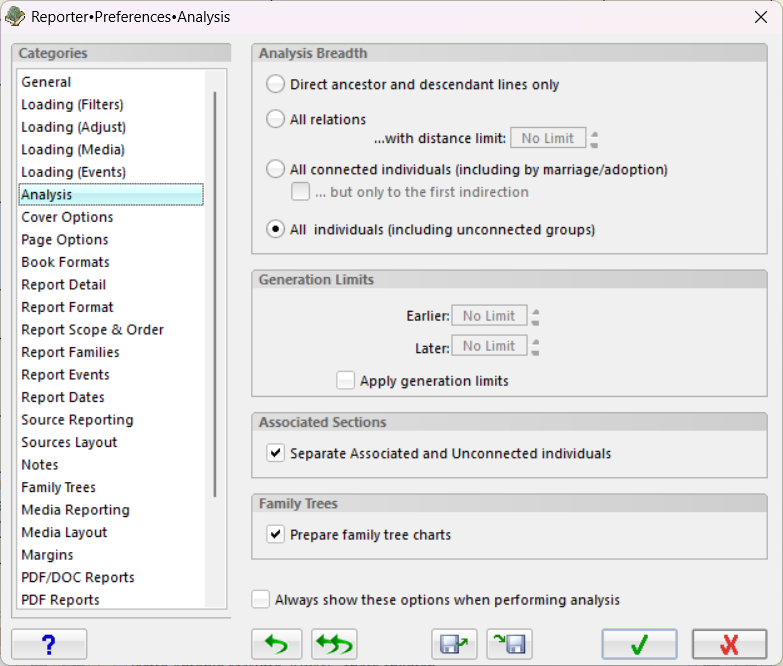 Reporter•Preferences•Analysis
Categories
General
Loading (Filters)
Loading (Adjust)
Loading (Media)
Loading (Events)
Analysis
Cover Options
Page Options
Book Formats
Report Detail
Report Format
Report Scope & Order
Report Families
Report Events
Report Dates
Source Reporting
Sources Layout
Notes
Family Trees
Media Reporting
Media Layout
Margins
PDF/DOC Reports
PDF Reports
Analysis Breadth
Direct ancestor and descendant lines only
All relations
...with distance limit: No Limit
All connected individuals (including by marriage/adoption)
... but only to the first indirection
All individuals (including unconnected groups)
Generation Limits
Earlier: No Limit
Later: No Limit
Apply generation limits
Associated Sections
Separate Associated and Unconnected individuals
Family Trees
Prepare family tree charts
Always show these options when performing analysis
?